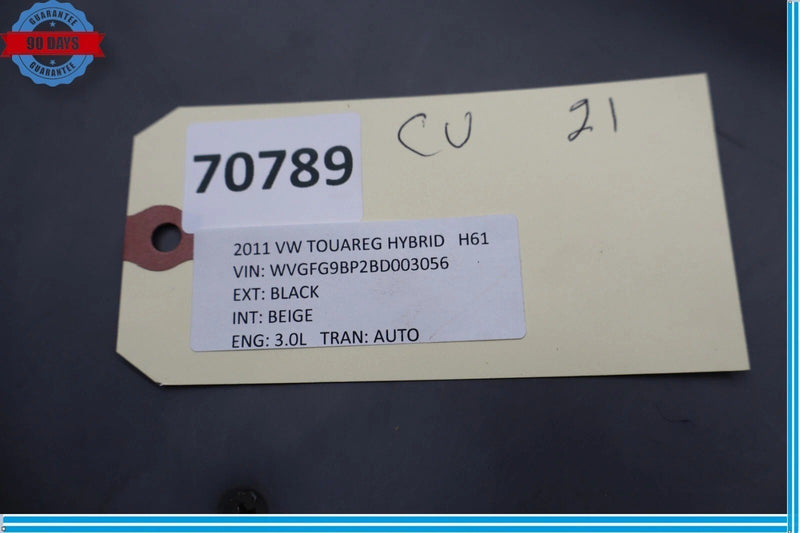 GUARANTEE
90 DAYS
GUARANTEE
CU 21
70789
2011 VW TOUAREG HYBRID H61
VIN: WVGFG9BP2BD003056
EXT: BLACK
INT: BEIGE
ENG: 3.0L TRAN: AUTO